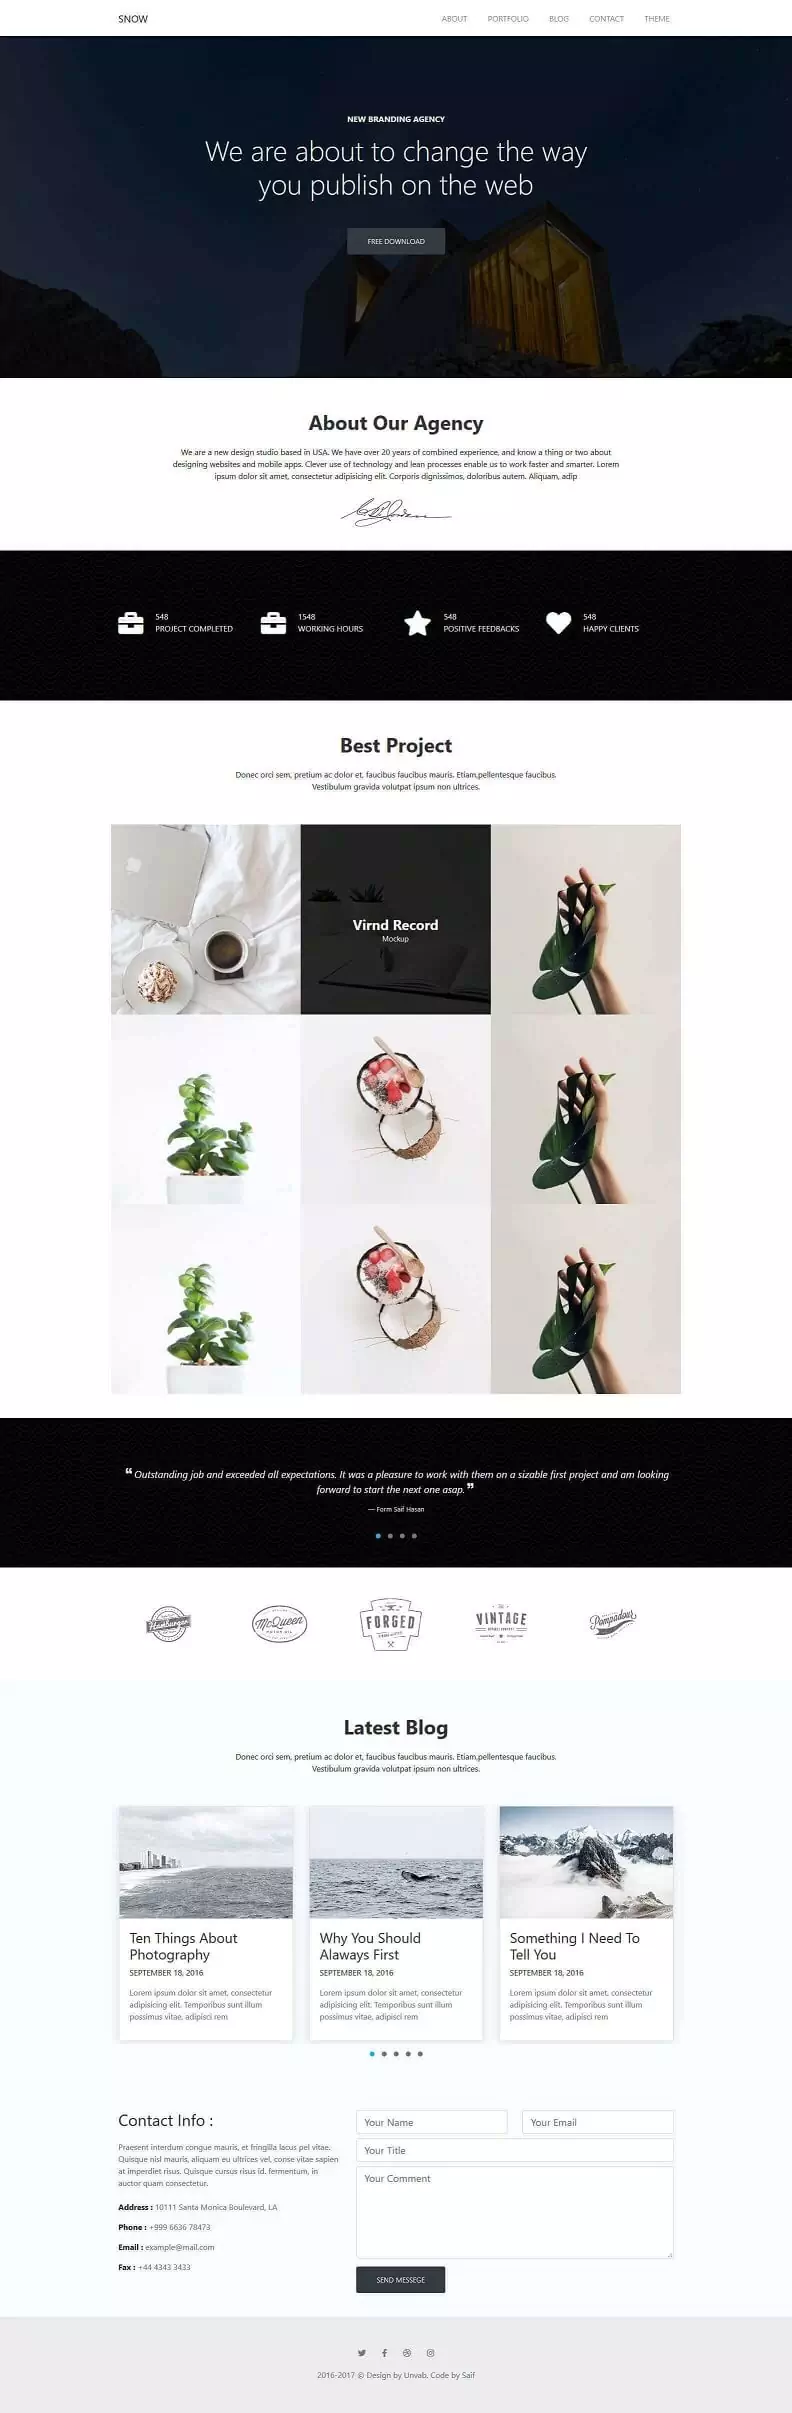 SNOW
ABOUT PORTFOLIO BLOG CONTACT THEME
NEW BRANDING AGENCY
We are about to change the way
you publish on the web
FREE DOWNLOAD
About Our Agency
We are a new design studio based in USA. We have over 20 years of combined experience, and know a thing or two about
designing websites and mobile apps. Clever use of technology and lean processes enable us to work faster and smarter. Lorem
ipsum dolor sit amet, consectetur adipisicing elit. Corporis dignissimos, doloribus autem. Aliquam, adip
548
PROJECT COMPLETED
1548
WORKING HOURS
548
POSITIVE FEEDBACKS
548
HAPPY CLIENTS
Best Project
Donec orci sem, pretium ac dolor et, faucibus faucibus mauris. Etiam,pellentesque faucibus.
Vestibulum gravida volutpat ipsum non ultrices.
Virnd Record
Mockup
❝ Outstanding job and exceeded all expectations. It was a pleasure to work with them on a sizable first project and am looking
forward to start the next one asap. ❞
— Form Saif Hasan
Hamburger
McQueen
MOTOR OIL
FORGED
VINTAGE
Pompadour
Latest Blog
Donec orci sem, pretium ac dolor et, faucibus faucibus mauris. Etiam,pellentesque faucibus.
Vestibulum gravida volutpat ipsum non ultrices.
Ten Things About
Photography
SEPTEMBER 18, 2016
Lorem ipsum dolor sit amet, consectetur
adipisicing elit. Temporibus sunt illum
possimus vitae, adipisci rem
Why You Should
Alaways First
SEPTEMBER 18, 2016
Lorem ipsum dolor sit amet, consectetur
adipisicing elit. Temporibus sunt illum
possimus vitae, adipisci rem
Something I Need To
Tell You
SEPTEMBER 18, 2016
Lorem ipsum dolor sit amet, consectetur
adipisicing elit. Temporibus sunt illum
possimus vitae, adipisci rem
Contact Info :
Praesent interdum congue mauris, et fringilla lacus pel vitae.
Quisque nisl mauris, aliquam eu ultrices vel, conse vitae sapien
at imperdiet risus. Quisque cursus risus id. fermentum, in
auctor quam consectetur.
Address : 10111 Santa Monica Boulevard, LA
Phone : +999 6636 78473
Email : example@mail.com
Fax : +44 4343 3433
Your Name
Your Email
Your Title
Your Comment
SEND MESSEGE
2016-2017 © Design by Unvab. Code by Saif